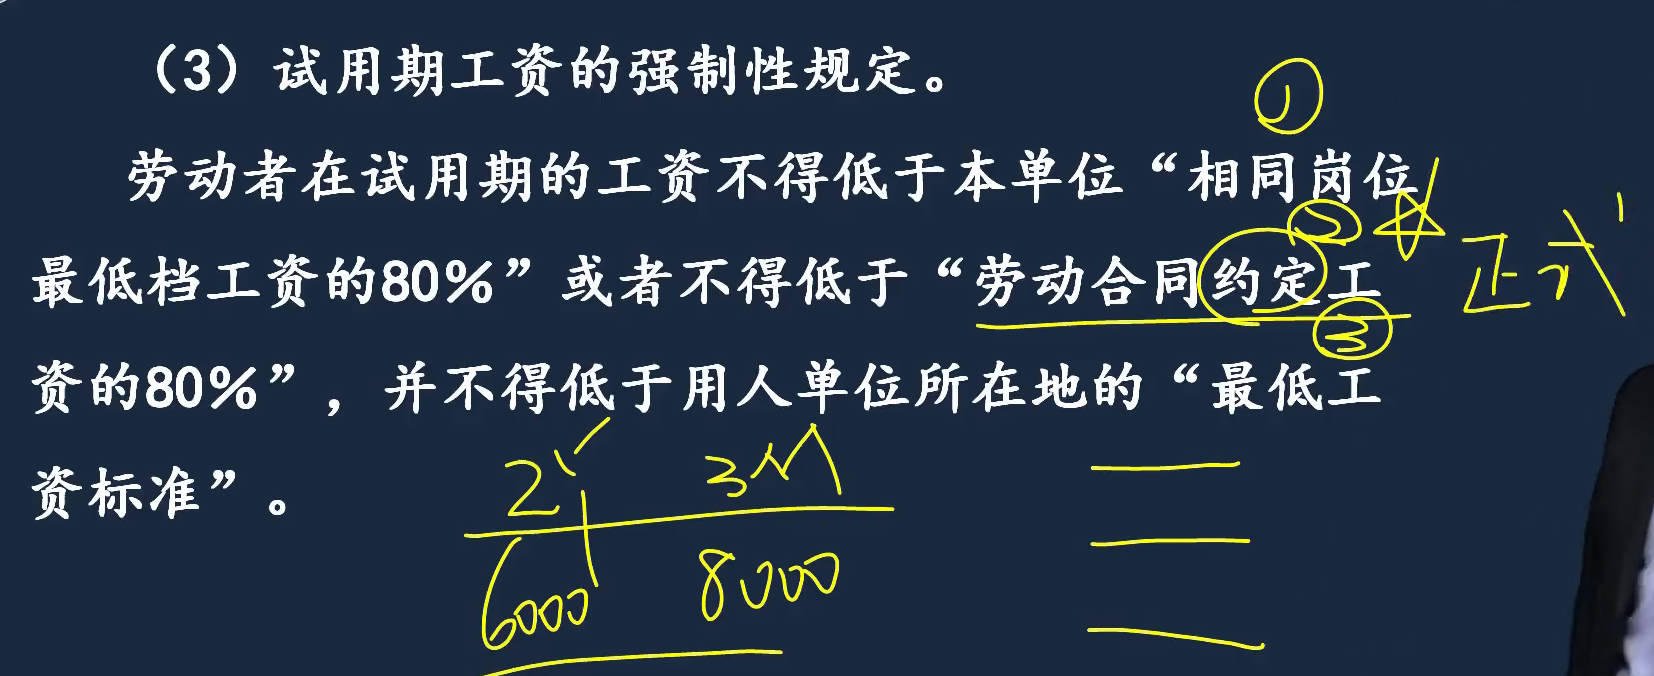 （3）试用期工资的强制性规定。
①
劳动者在试用期的工资不得低于本单位“相同岗位
②
最低档工资的80%”或者不得低于“劳动合同约定工
正式
③
资的80%”，并不得低于用人单位所在地的“最低工
资标准”。
2 3M
6000 8000